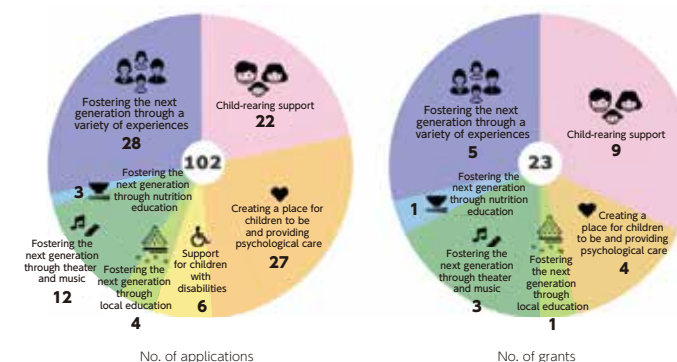 Fostering the next
generation through a
variety of experiences
28
Child-rearing support
22
102
3
Fostering the
next generation
through nutrition
education
Creating a place for
children to be
and providing
psychological care
27
Fostering the
next generation
through theater
and music
12
Fostering the
next generation
through
local education
4
Support
for children
with
disabilities
6
No. of applications
Fostering the next
generation through a
variety of experiences
5
Child-rearing support
9
23
1
Fostering the
next generation
through nutrition
education
Creating a
place for children
to be and providing
psychological care
4
Fostering the
next generation
through theater
and music
3
Fostering
the next
generation
through
local education
1
No. of grants